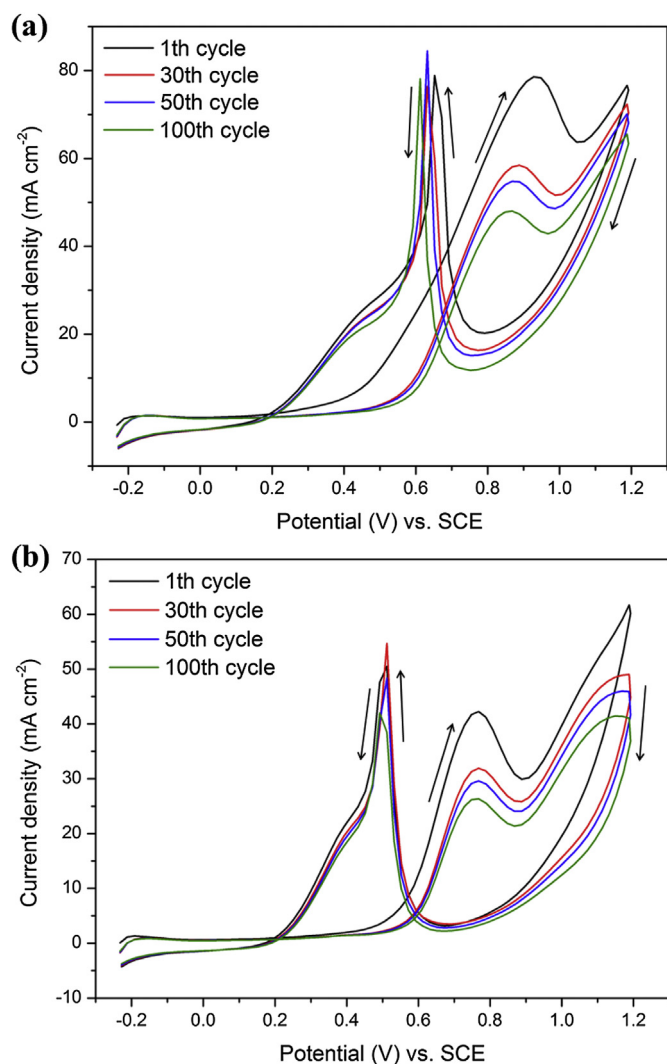 (a)
1th cycle
30th cycle
50th cycle
100th cycle
80
60
40
20
0
Current density (mA cm-2)
-0.2
0.0
0.2
0.4
0.6
0.8
1.0
1.2
Potential (V) vs. SCE
(b)
70
1th cycle
30th cycle
50th cycle
100th cycle
60
50
40
30
20
10
0
-10
Current density (mA cm-2)
-0.2
0.0
0.2
0.4
0.6
0.8
1.0
1.2
Potential (V) vs. SCE